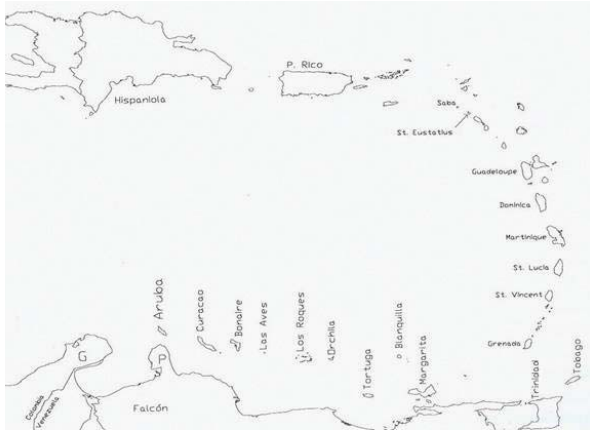 P. Rico
Hispaniola
Saba
St. Eustatius
Guadeloupe
Dominica
Martinique
St. Lucia
St. Vincent
Grenada
Aruba
Curacao
Bonaire
Las Aves
Los Roques
Orchila
Tortuga
Blanquilla
Margarita
Trinidad
Tobago
G
P
Falcón
Colombia
Venezuela